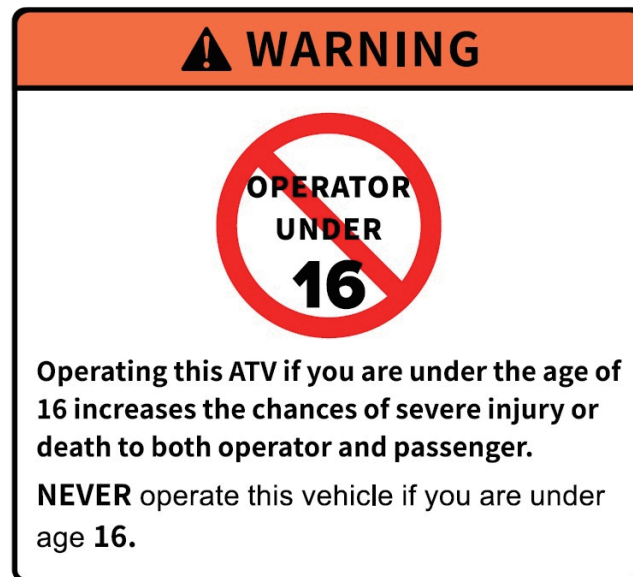 WARNING
OPERATOR
UNDER
16
Operating this ATV if you are under the age of
16 increases the chances of severe injury or
death to both operator and passenger.
NEVER operate this vehicle if you are under
age 16.